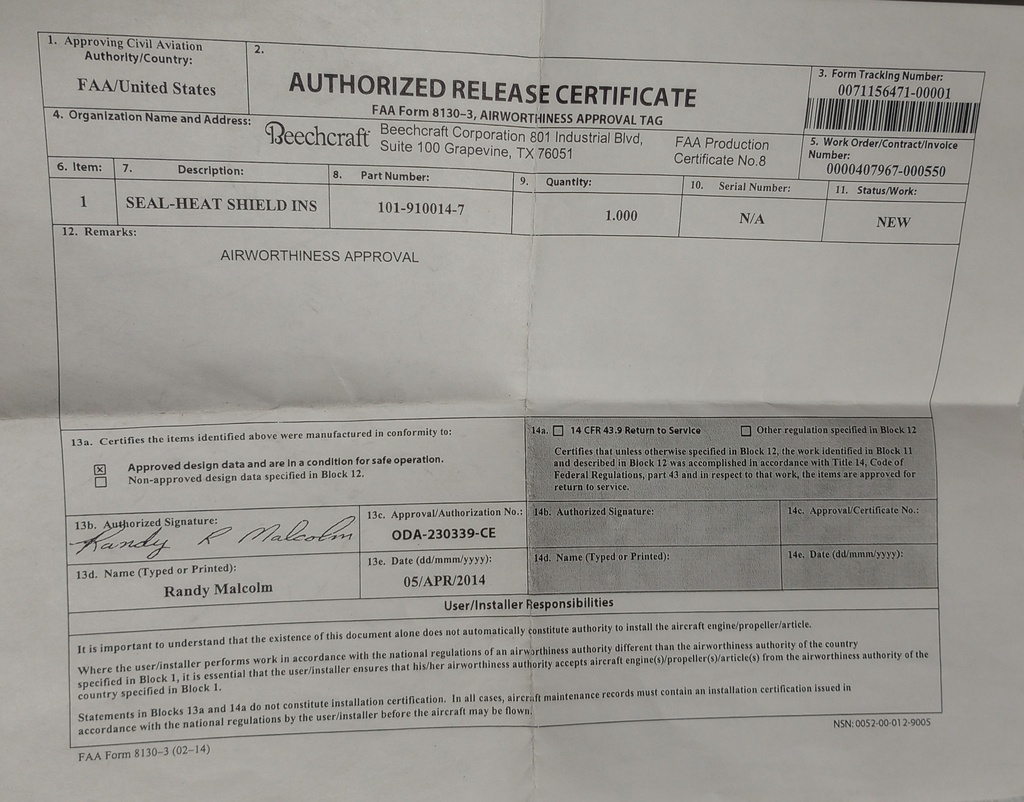 1. Approving Civil Aviation
Authority/Country:
FAA/United States
2.
AUTHORIZED RELEASE CERTIFICATE
FAA Form 8130–3, AIRWORTHINESS APPROVAL TAG
3. Form Tracking Number:
0071156471-00001
4. Organization Name and Address:
Beechcraft
Beechcraft Corporation 801 Industrial Blvd,
Suite 100 Grapevine, TX 76051
FAA Production
Certificate No.8
5. Work Order/Contract/Invoice
Number:
0000407967-000550
6. Item: 7. Description: 8. Part Number: 9. Quantity: 10. Serial Number: 11. Status/Work:
1 SEAL-HEAT SHIELD INS 101-910014-7 1.000 N/A NEW
12. Remarks:
AIRWORTHINESS APPROVAL
13a. Certifies the items identified above were manufactured in conformity to:
Approved design data and are in a condition for safe operation.
Non-approved design data specified in Block 12.
14a. 14 CFR 43.9 Return to Service Other regulation specified in Block 12
Certifies that unless otherwise specified in Block 12, the work identified in Block 11
and described in Block 12 was accomplished in accordance with Title 14, Code of
Federal Regulations, part 43 and in respect to that work, the items are approved for
return to service.
13b. Authorized Signature:
Randy R Malcolm
13c. Approval/Authorization No.:
ODA-230339-CE
14b. Authorized Signature:
14c. Approval/Certificate No.:
13d. Name (Typed or Printed):
Randy Malcolm
13e. Date (dd/mmm/yyyy):
05/APR/2014
14d. Name (Typed or Printed):
14e. Date (dd/mmm/yyyy):
User/Installer Responsibilities
It is important to understand that the existence of this document alone does not automatically constitute authority to install the aircraft engine/propeller/article.
Where the user/installer performs work in accordance with the national regulations of an airworthiness authority different than the airworthiness authority of the country
specified in Block 1, it is essential that the user/installer ensures that his/her airworthiness authority accepts aircraft engine(s)/propeller(s)/article(s) from the airworthiness authority of the
country specified in Block 1.
Statements in Blocks 13a and 14a do not constitute installation certification. In all cases, aircraft maintenance records must contain an installation certification issued in
accordance with the national regulations by the user/installer before the aircraft may be flown.
FAA Form 8130–3 (02–14)
NSN: 0052-00-012-9005